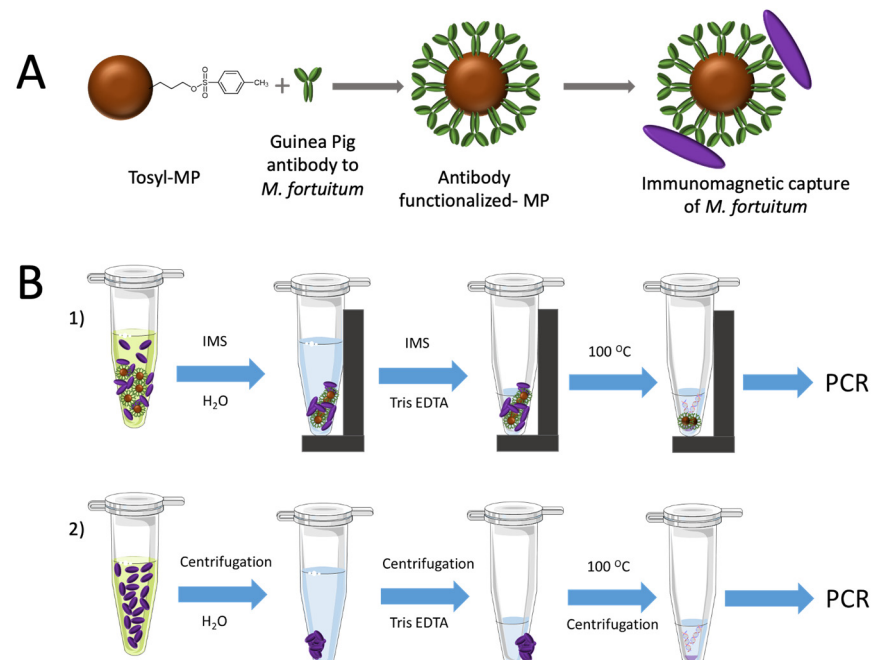 A
O
S
O
O
CH₃
+
Tosyl-MP
Guinea Pig
antibody to
M. fortuitum
Antibody
functionalized- MP
Immunomagnetic capture
of M. fortuitum
B
1)
IMS
H₂O
IMS
Tris EDTA
100 ᴼC
PCR
2)
Centrifugation
H₂O
Centrifugation
Tris EDTA
100 ᴼC
Centrifugation
PCR